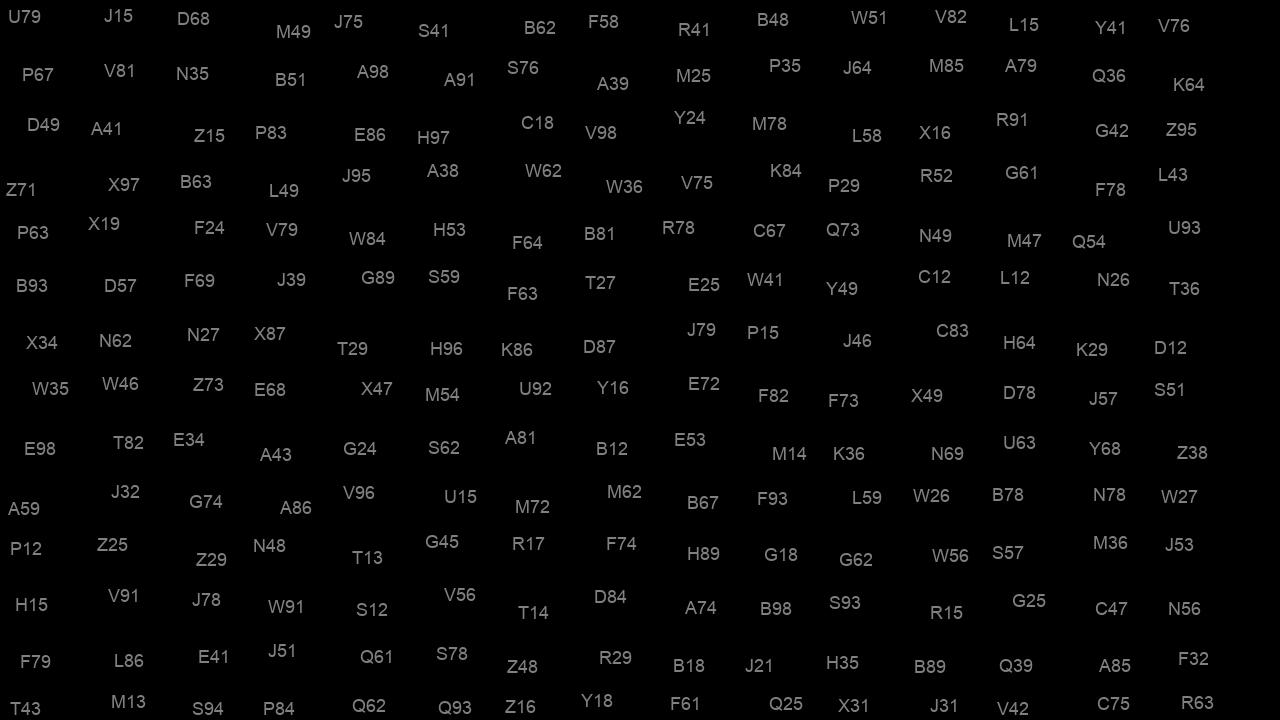 U79 J15 D68 M49 J75 S41 B62 F58 R41 B48 W51 V82 L15 Y41 V76
P67 V81 N35 B51 A98 A91 S76 A39 M25 P35 J64 M85 A79 Q36 K64
D49 A41 Z15 P83 E86 H97 C18 V98 Y24 M78 L58 X16 R91 G42 Z95
Z71 X97 B63 L49 J95 A38 W62 W36 V75 K84 P29 R52 G61 F78 L43
P63 X19 F24 V79 W84 H53 F64 B81 R78 C67 Q73 N49 M47 Q54 U93
B93 D57 F69 J39 G89 S59 F63 T27 E25 W41 Y49 C12 L12 N26 T36
X34 N62 N27 X87 T29 H96 K86 D87 J79 P15 J46 C83 H64 K29 D12
W35 W46 Z73 E68 X47 M54 U92 Y16 E72 F82 F73 X49 D78 J57 S51
E98 T82 E34 A43 G24 S62 A81 B12 E53 M14 K36 N69 U63 Y68 Z38
A59 J32 G74 A86 V96 U15 M72 M62 B67 F93 L59 W26 B78 N78 W27
P12 Z25 Z29 N48 T13 G45 R17 F74 H89 G18 G62 W56 S57 M36 J53
H15 V91 J78 W91 S12 V56 T14 D84 A74 B98 S93 R15 G25 C47 N56
F79 L86 E41 J51 Q61 S78 Z48 R29 B18 J21 H35 B89 Q39 A85 F32
T43 M13 S94 P84 Q62 Q93 Z16 Y18 F61 Q25 X31 J31 V42 C75 R63